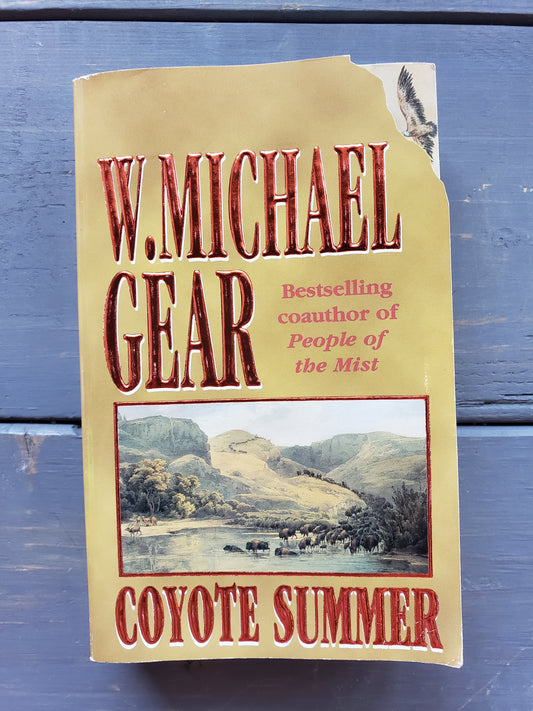 W. MICHAEL
GEAR
Bestselling
coauthor of
People of
the Mist
COYOTE SUMMER